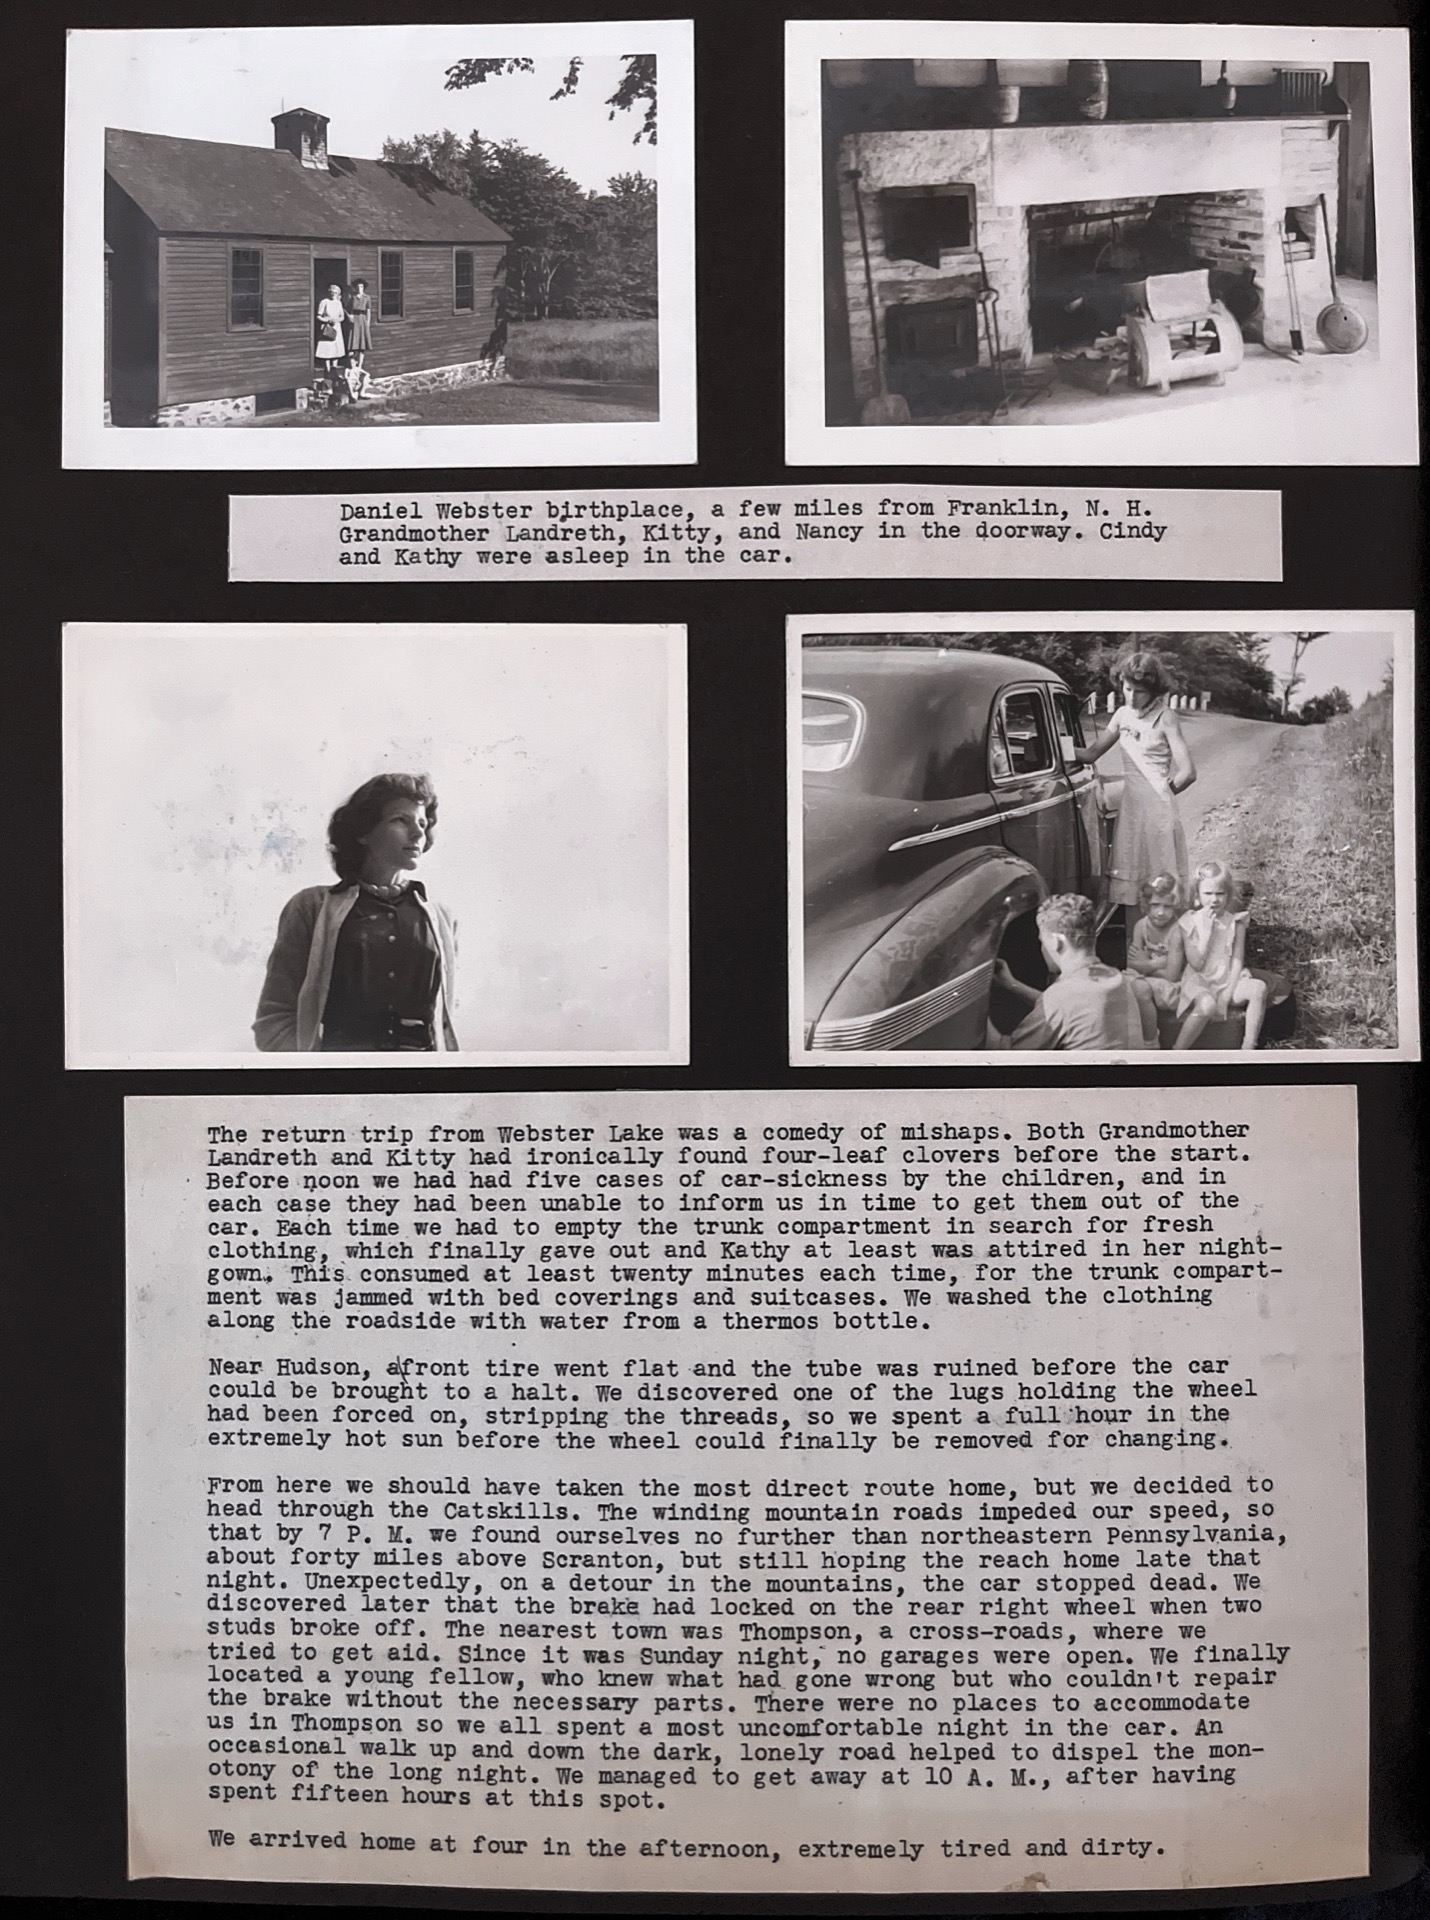 Daniel Webster birthplace, a few miles from Franklin, N. H.
Grandmother Landreth, Kitty, and Nancy in the doorway. Cindy
and Kathy were asleep in the car.
The return trip from Webster Lake was a comedy of mishaps. Both Grandmother
Landreth and Kitty had ironically found four-leaf clovers before the start.
Before noon we had had five cases of car-sickness by the children, and in
each case they had been unable to inform us in time to get them out of the
car. Each time we had to empty the trunk compartment in search for fresh
clothing, which finally gave out and Kathy at least was attired in her night-
gown. This consumed at least twenty minutes each time, for the trunk compart-
ment was jammed with bed coverings and suitcases. We washed the clothing
along the roadside with water from a thermos bottle.
Near Hudson, a front tire went flat and the tube was ruined before the car
could be brought to a halt. We discovered one of the lugs holding the wheel
had been forced on, stripping the threads, so we spent a full hour in the
extremely hot sun before the wheel could finally be removed for changing.
From here we should have taken the most direct route home, but we decided to
head through the Catskills. The winding mountain roads impeded our speed, so
that by 7 P. M. we found ourselves no further than northeastern Pennsylvania,
about forty miles above Scranton, but still hoping the reach home late that
night. Unexpectedly, on a detour in the mountains, the car stopped dead. We
discovered later that the brake had locked on the rear right wheel when two
studs broke off. The nearest town was Thompson, a cross-roads, where we
tried to get aid. Since it was Sunday night, no garages were open. We finally
located a young fellow, who knew what had gone wrong but who couldn't repair
the brake without the necessary parts. There were no places to accommodate
us in Thompson so we all spent a most uncomfortable night in the car. An
occasional walk up and down the dark, lonely road helped to dispel the mon-
otony of the long night. We managed to get away at 10 A. M., after having
spent fifteen hours at this spot.
We arrived home at four in the afternoon, extremely tired and dirty.